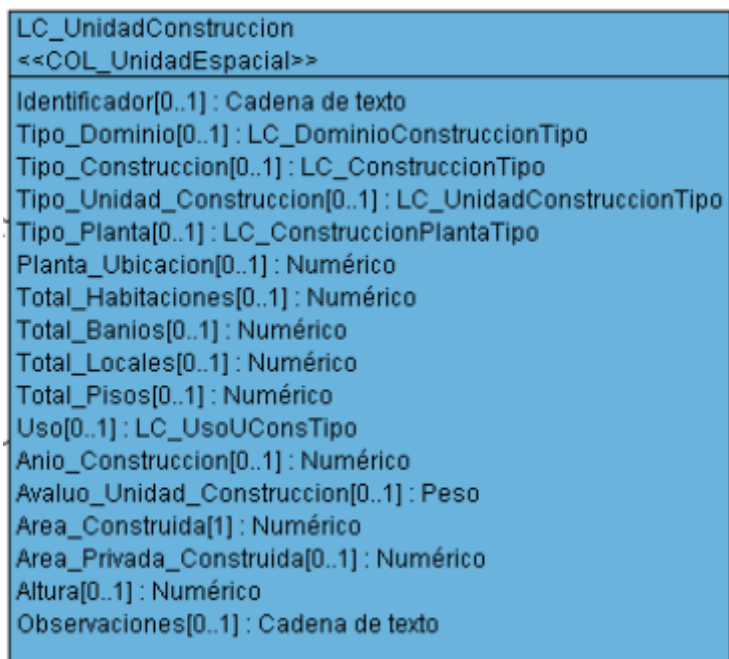 LC_UnidadConstruccion
<<COL_UnidadEspacial>>
Identificador[0..1] : Cadena de texto
Tipo_Dominio[0..1] : LC_DominioConstruccionTipo
Tipo_Construccion[0..1] : LC_ConstruccionTipo
Tipo_Unidad_Construccion[0..1] : LC_UnidadConstruccionTipo
Tipo_Planta[0..1] : LC_ConstruccionPlantaTipo
Planta_Ubicacion[0..1] : Numérico
Total_Habitaciones[0..1] : Numérico
Total_Banios[0..1] : Numérico
Total_Locales[0..1] : Numérico
Total_Pisos[0..1] : Numérico
Uso[0..1] : LC_UsoUConsTipo
Anio_Construccion[0..1] : Numérico
Avaluo_Unidad_Construccion[0..1] : Peso
Area_Construida[1] : Numérico
Area_Privada_Construida[0..1] : Numérico
Altura[0..1] : Numérico
Observaciones[0..1] : Cadena de texto